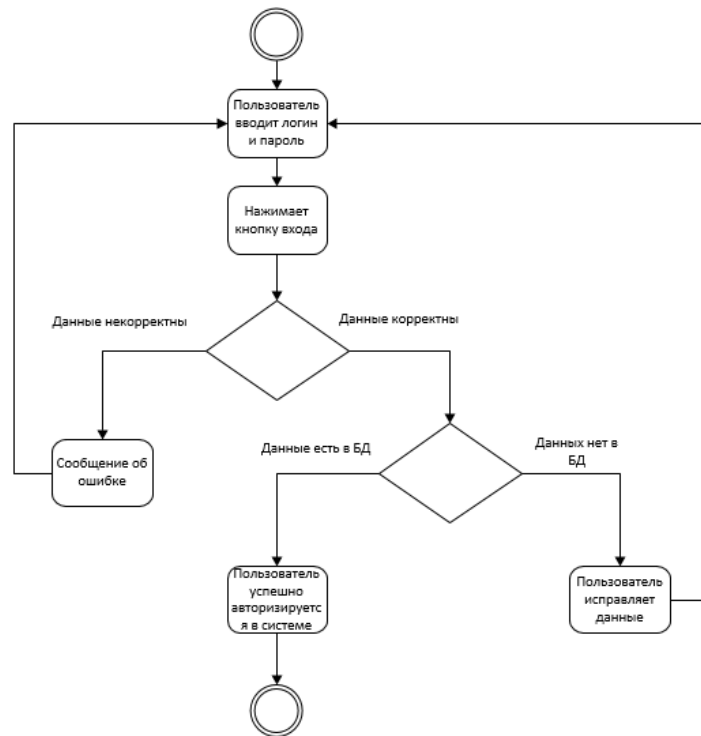 Пользователь
вводит логин
и пароль
Нажимает
кнопку входа
Данные некорректны
Данные корректны
Сообщение об
ошибке
Данные есть в БД
Данных нет в
БД
Пользователь
успешно
авторизируетс
я в системе
Пользователь
исправляет
данные